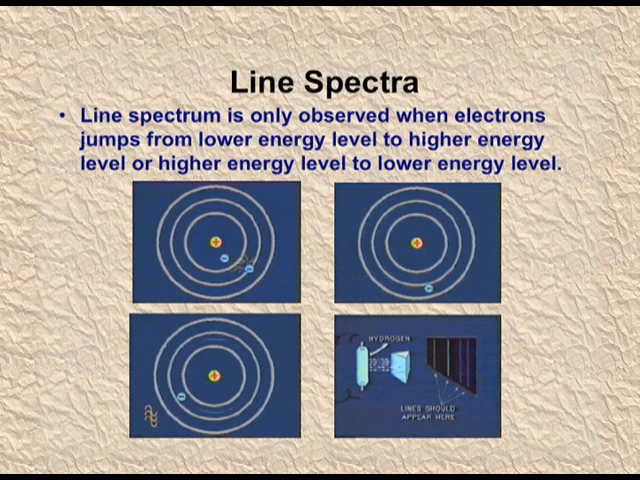 Line Spectra
• Line spectrum is only observed when electrons
jumps from lower energy level to higher energy
level or higher energy level to lower energy level.
HYDROGEN
LINES SHOULD
APPEAR HERE